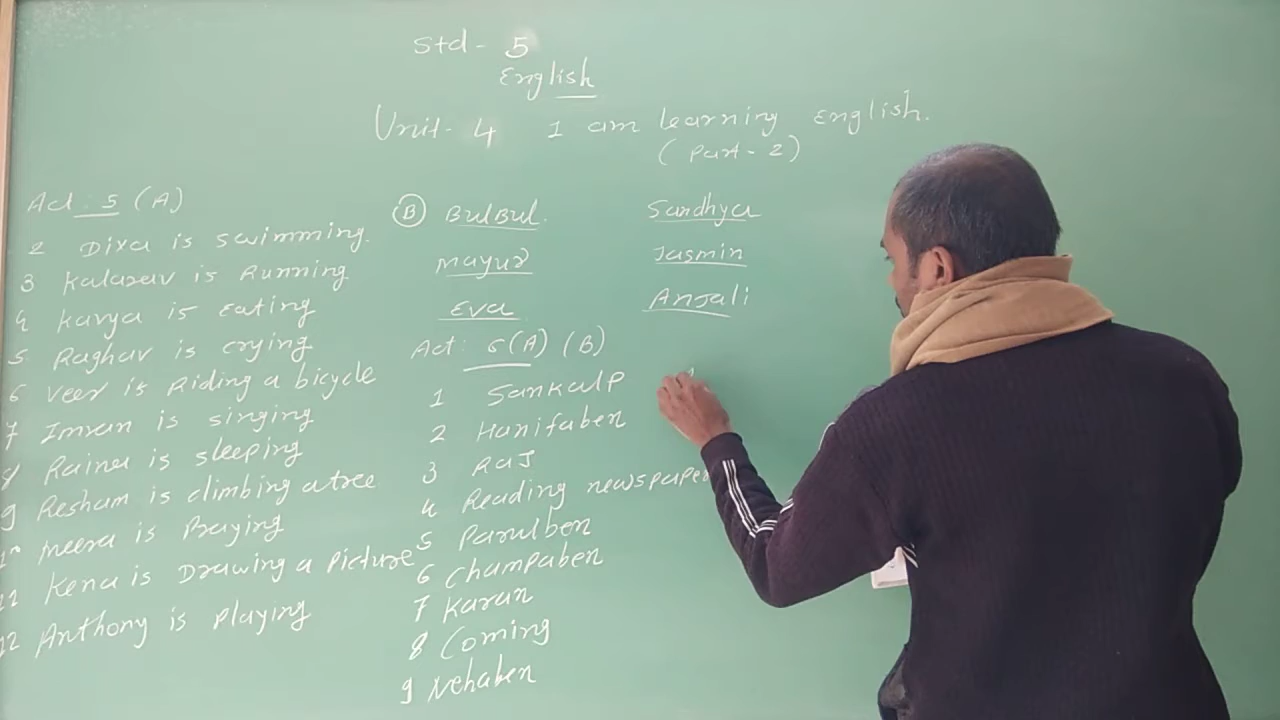 Std - 5
English
Unit - 4 I am learning English.
(Part - 2)
Act : 5 (A)
2 Diya is swimming.
3 Kalarav is Running
4 Kavya is eating
5 Raghav is crying
6 Veer is Riding a bicycle
7 Imran is singing
8 Raina is sleeping
9 Resham is climbing a tree
10 Meera is Praying
11 Kena is Drawing a Picture
12 Anthony is Playing
(B) Bulbul.
Mayur
Eva
Sandhya
Jasmin
Anjali
Act : 6 (A) (B)
1 Sankalp
2 Hanifaben
3 Raj
4 Reading newspaper
5 Parulben
6 Champaben
7 Karan
8 Coming
9 Nehaben